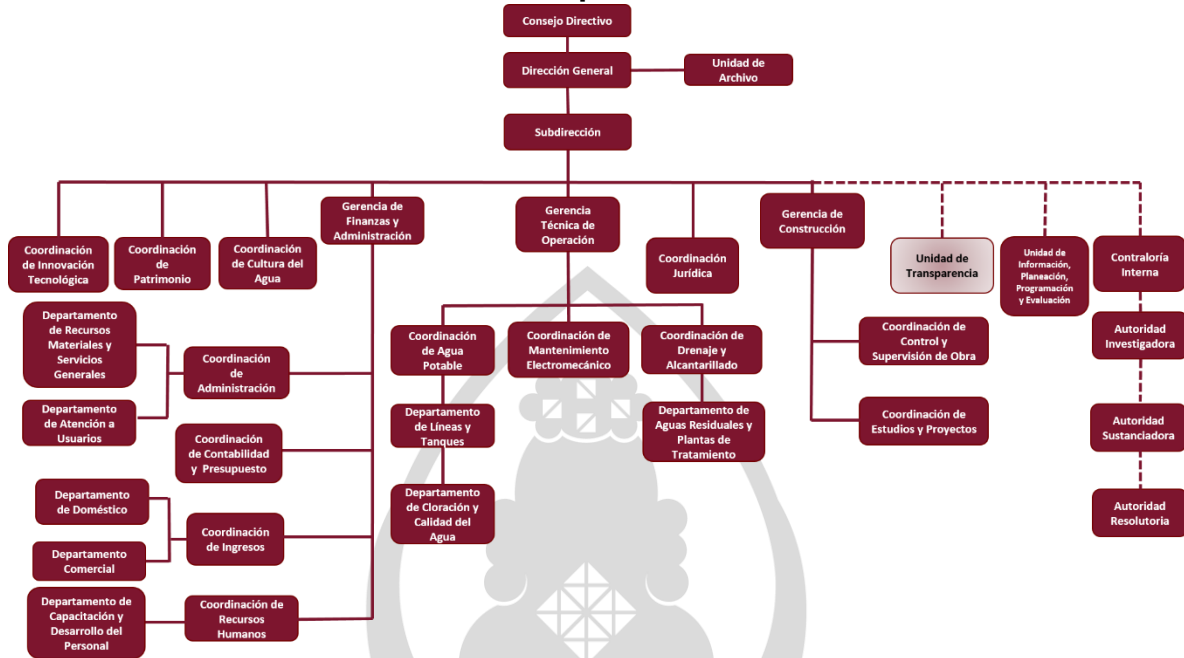 Consejo Directivo
Dirección General
Unidad de
Archivo
Subdirección
Coordinación
de Innovación
Tecnológica
Coordinación
de
Patrimonio
Coordinación
de Cultura del
Agua
Gerencia de
Finanzas y
Administración
Gerencia
Técnica de
Operación
Coordinación
Jurídica
Gerencia de
Construcción
Unidad de
Transparencia
Unidad de
Información,
Planeación,
Programación
y Evaluación
Contraloría
Interna
Departamento
de Recursos
Materiales y
Servicios
Generales
Departamento
de Atención a
Usuarios
Coordinación
de
Administración
Coordinación
de Contabilidad
y Presupuesto
Departamento
de Doméstico
Departamento
Comercial
Coordinación
de Ingresos
Departamento de
Capacitación y
Desarrollo del
Personal
Coordinación de
Recursos
Humanos
Coordinación
de Agua
Potable
Departamento
de Líneas y
Tanques
Departamento
de Cloración y
Calidad del
Agua
Coordinación de
Mantenimiento
Electromecánico
Coordinación de
Drenaje y
Alcantarillado
Departamento de
Aguas Residuales y
Plantas de
Tratamiento
Coordinación de
Control y
Supervisión de Obra
Coordinación de
Estudios y Proyectos
Autoridad
Investigadora
Autoridad
Sustanciadora
Autoridad
Resolutoria